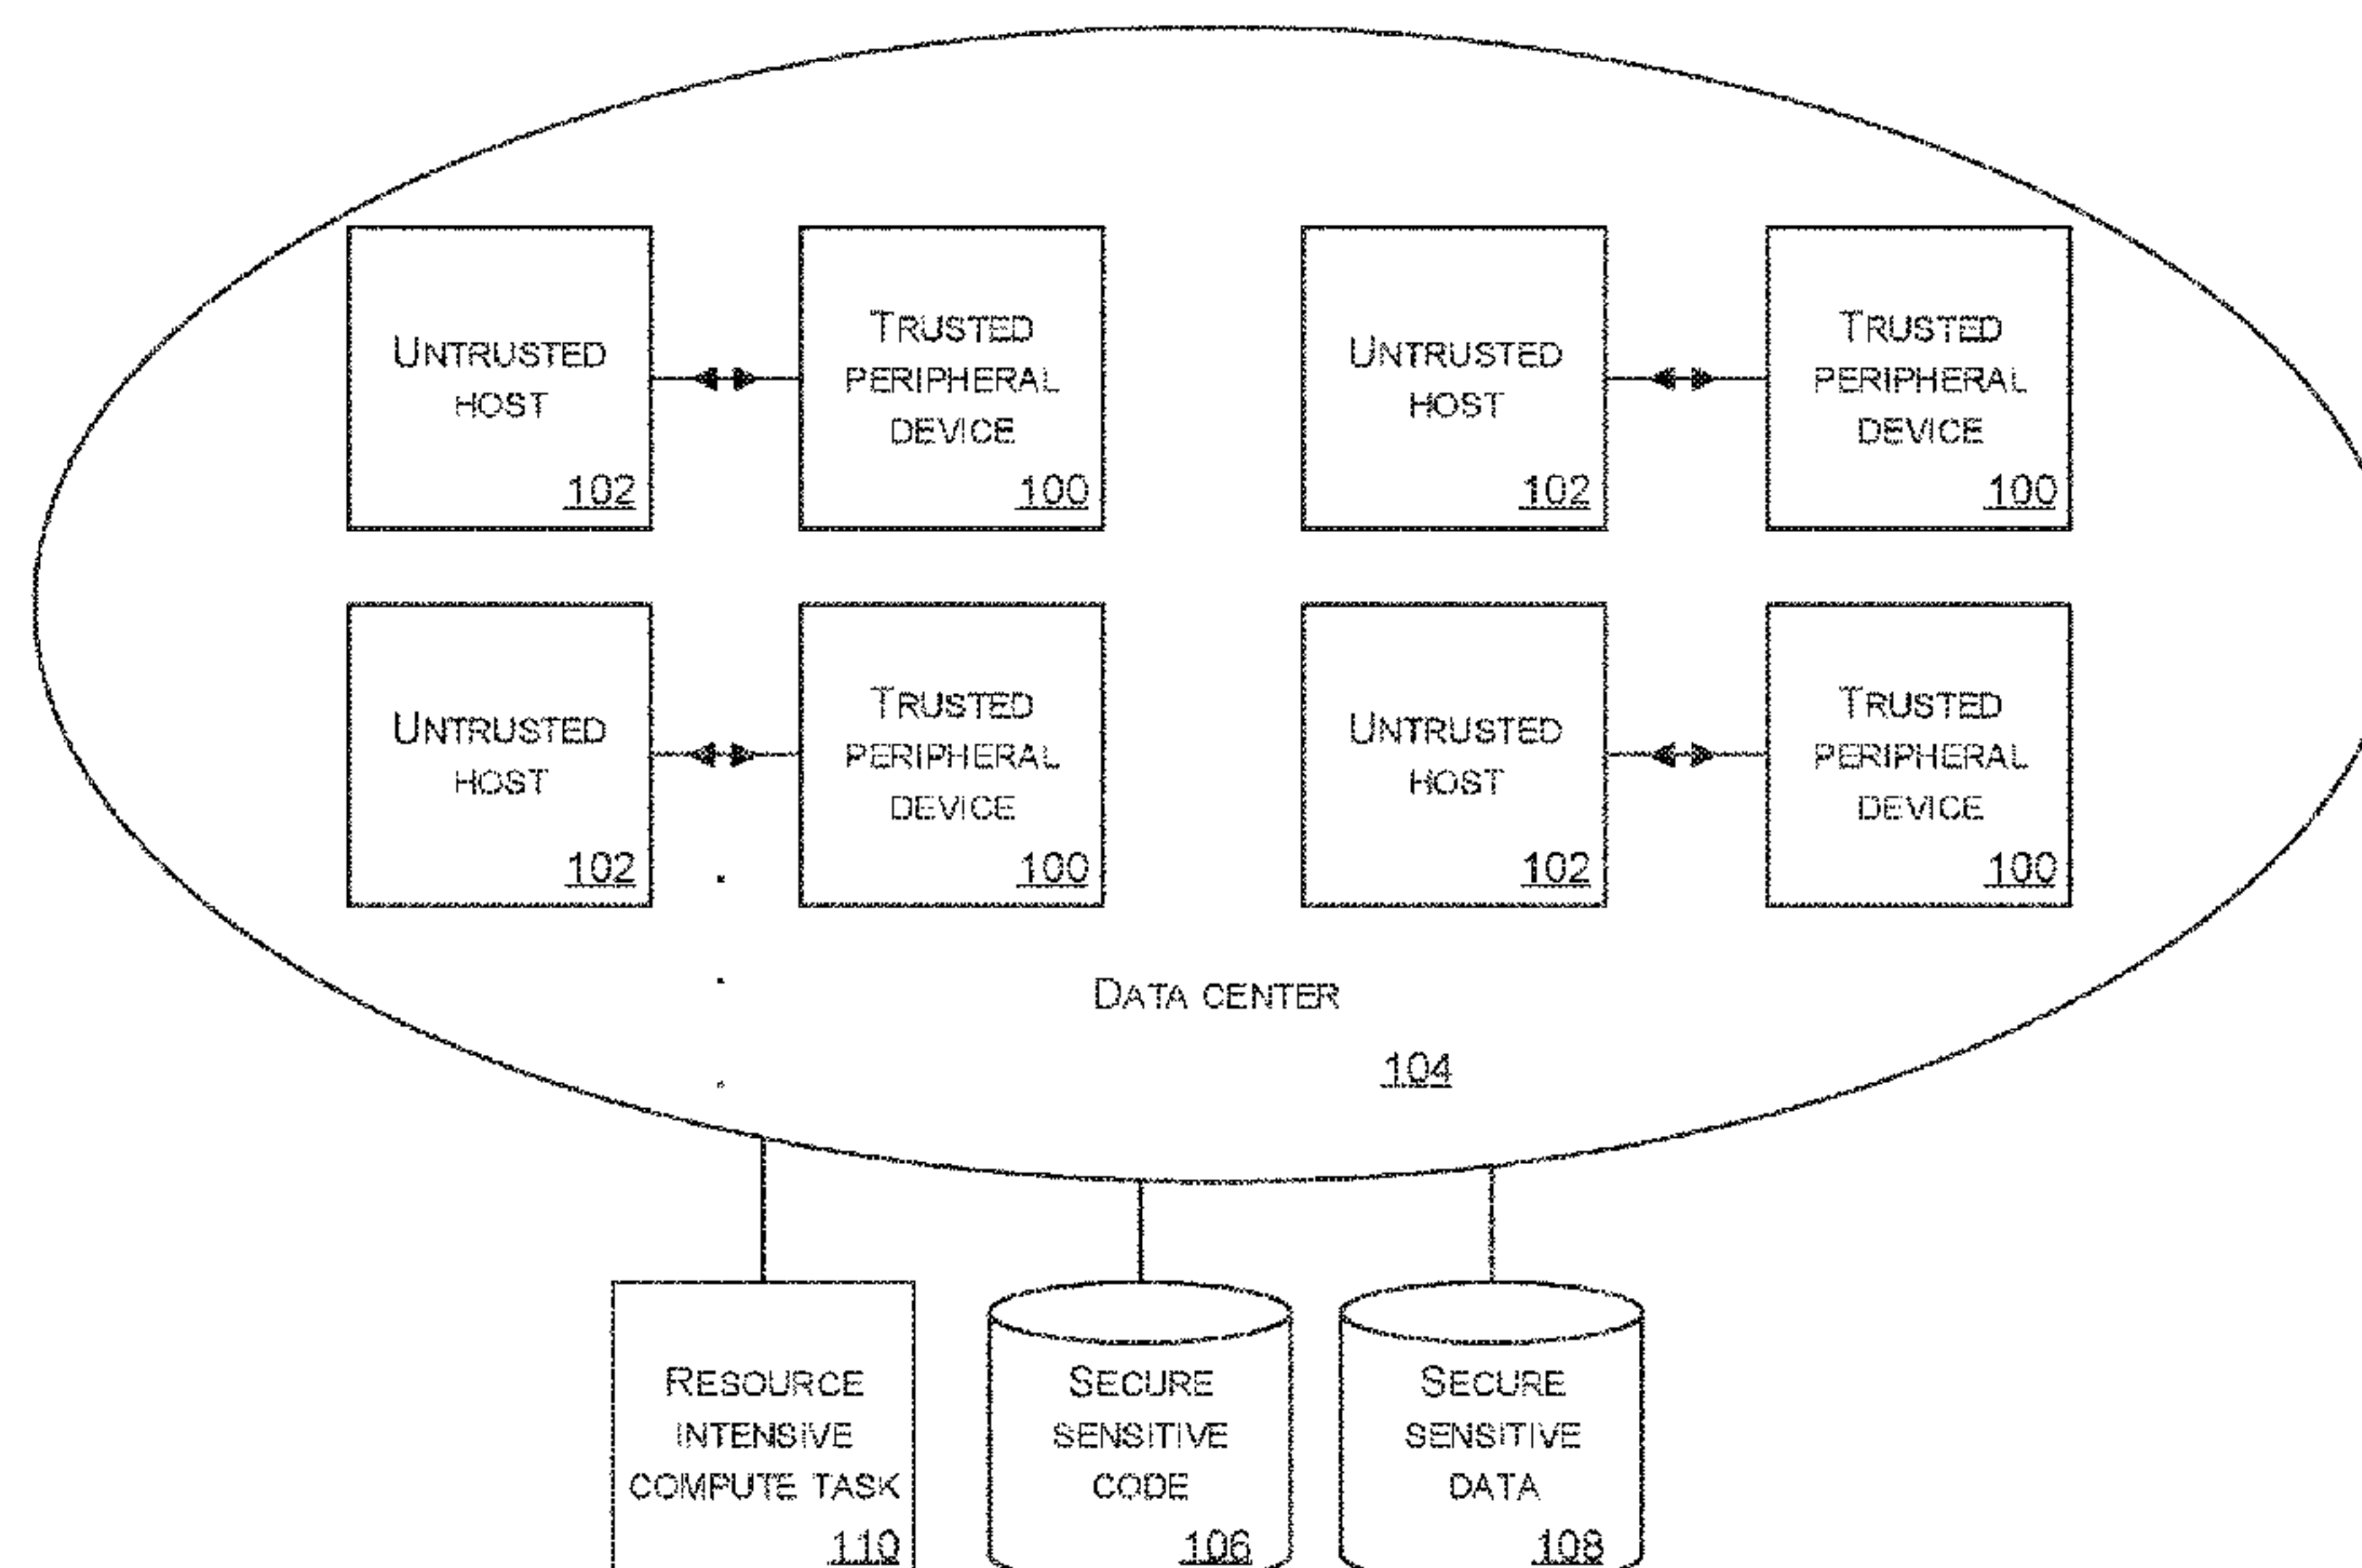 UNTRUSTED
HOST
102
TRUSTED
PERIPHERAL
DEVICE
100
UNTRUSTED
HOST
102
TRUSTED
PERIPHERAL
DEVICE
100
UNTRUSTED
HOST
102
TRUSTED
PERIPHERAL
DEVICE
100
UNTRUSTED
HOST
102
TRUSTED
PERIPHERAL
DEVICE
100
DATA CENTER
104
RESOURCE
INTENSIVE
COMPUTE TASK
110
SECURE
SENSITIVE
CODE
106
SECURE
SENSITIVE
DATA
108